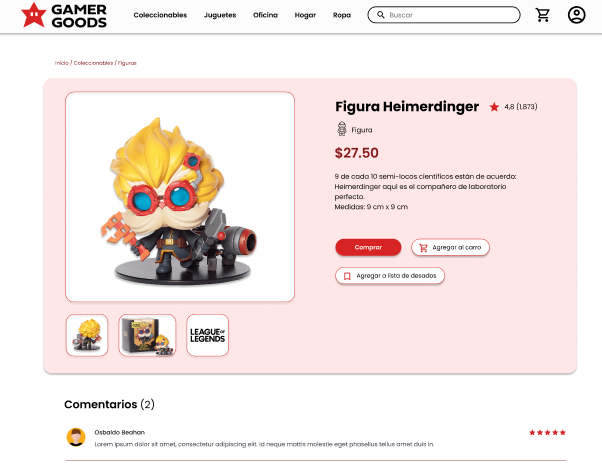 GAMER
GOODS
Coleccionables Juguetes Oficina Hogar Ropa Buscar
Inicio / Coleccionables / Figuras
Figura Heimerdinger 4,8 (1,873)
Figura
$27.50
9 de cada 10 semi-locos científicos están de acuerdo:
Heimerdinger aquí es el compañero de laboratorio
perfecto.
Medidas: 9 cm x 9 cm
Comprar Agregar al carro
Agregar a lista de desados
LEAGUE OF
LEGENDS
Comentarios (2)
Osbaldo Beahan
Lorem ipsum dolor sit amet, consectetur adipiscing elit. Id neque mattis molestie eget phasellus tellus amet duis in.